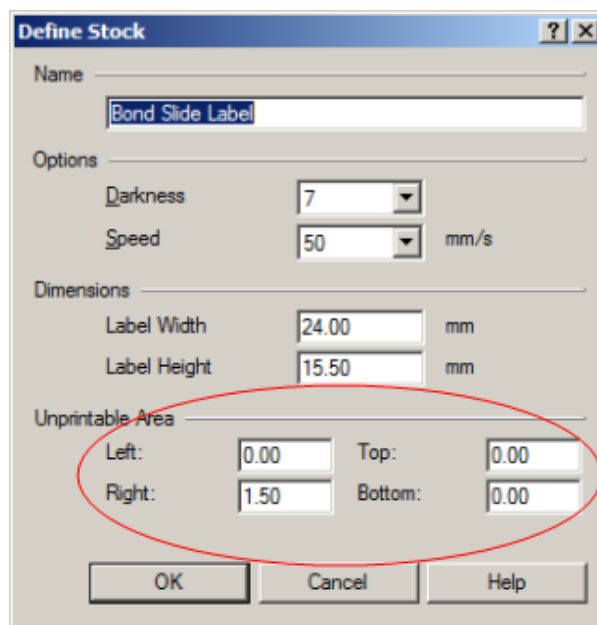 Define Stock
Name
Bond Slide Label
Options
Darkness 7
Speed 50 mm/s
Dimensions
Label Width 24.00 mm
Label Height 15.50 mm
Unprintable Area
Left: 0.00 Top: 0.00
Right: 1.50 Bottom: 0.00
OK Cancel Help